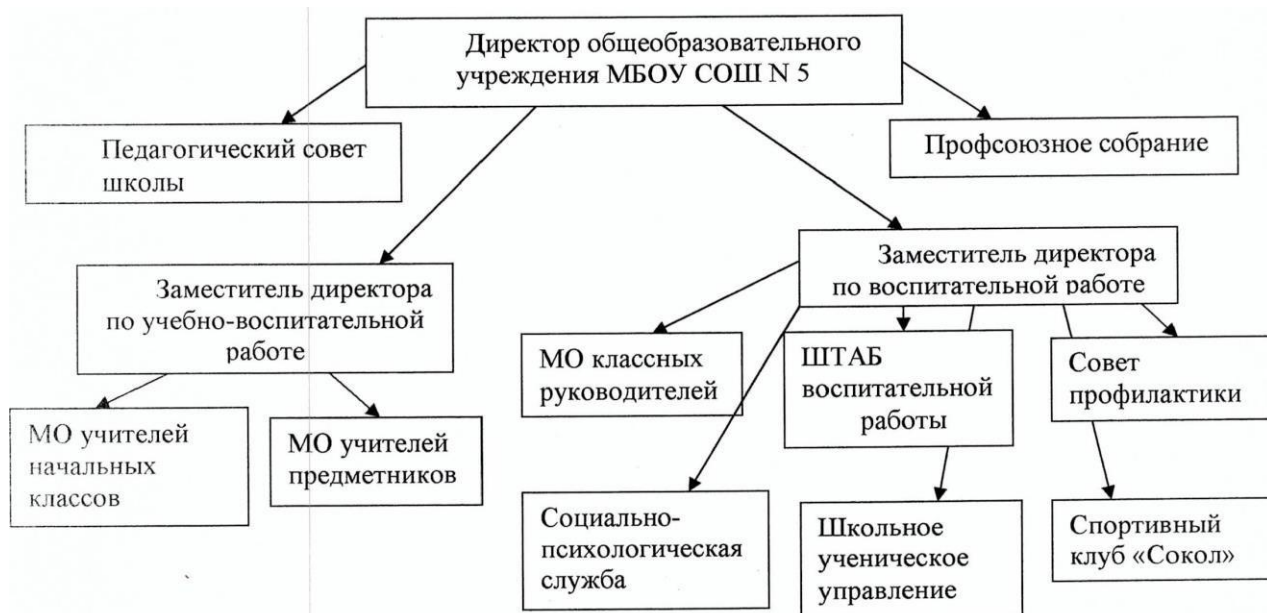 Директор общеобразовательного
учреждения МБОУ СОШ N 5
Педагогический совет
школы
Профсоюзное собрание
Заместитель директора
по учебно-воспитательной
работе
Заместитель директора
по воспитательной работе
МО классных
руководителей
ШТАБ
воспитательной
работы
Совет
профилактики
МО учителей
начальных
классов
МО учителей
предметников
Социально-
психологическая
служба
Школьное
ученическое
управление
Спортивный
клуб «Сокол»